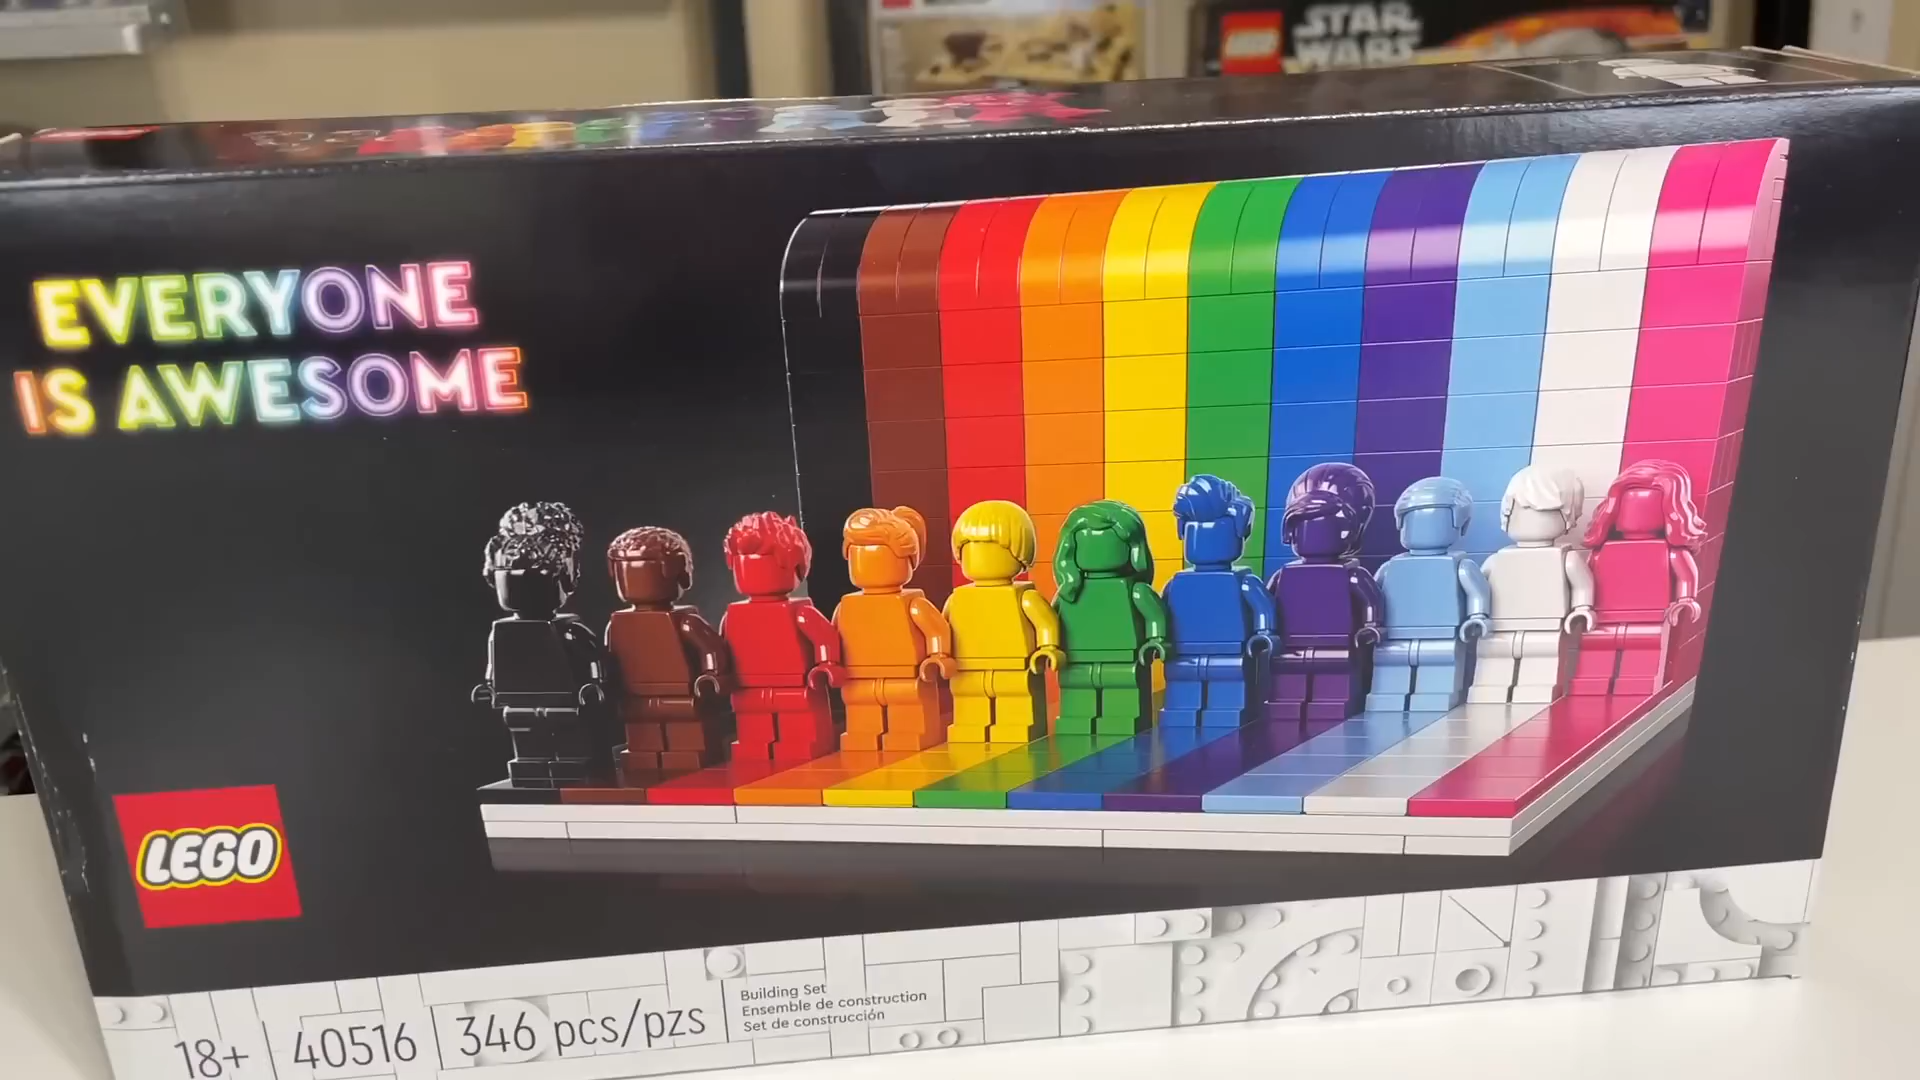 LEGO
STAR
WARS
EVERYONE
IS AWESOME
LEGO
18+
40516
346 pcs/pzs
Building Set
Ensemble de construction
Set de construcción